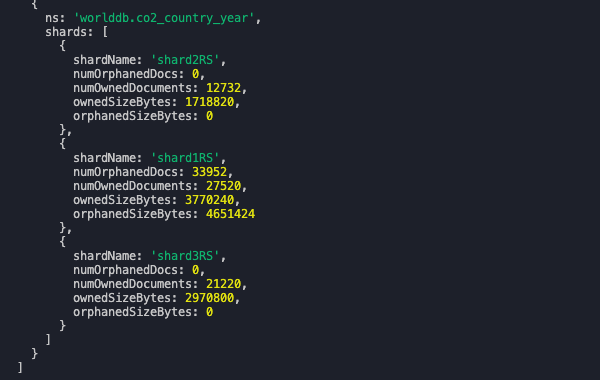 {
ns: 'worlddb.co2_country_year',
shards: [
{
shardName: 'shard2RS',
numOrphanedDocs: 0,
numOwnedDocuments: 12732,
ownedSizeBytes: 1718820,
orphanedSizeBytes: 0
},
{
shardName: 'shard1RS',
numOrphanedDocs: 33952,
numOwnedDocuments: 27520,
ownedSizeBytes: 3770240,
orphanedSizeBytes: 4651424
},
{
shardName: 'shard3RS',
numOrphanedDocs: 0,
numOwnedDocuments: 21220,
ownedSizeBytes: 2970800,
orphanedSizeBytes: 0
}
]
}
]